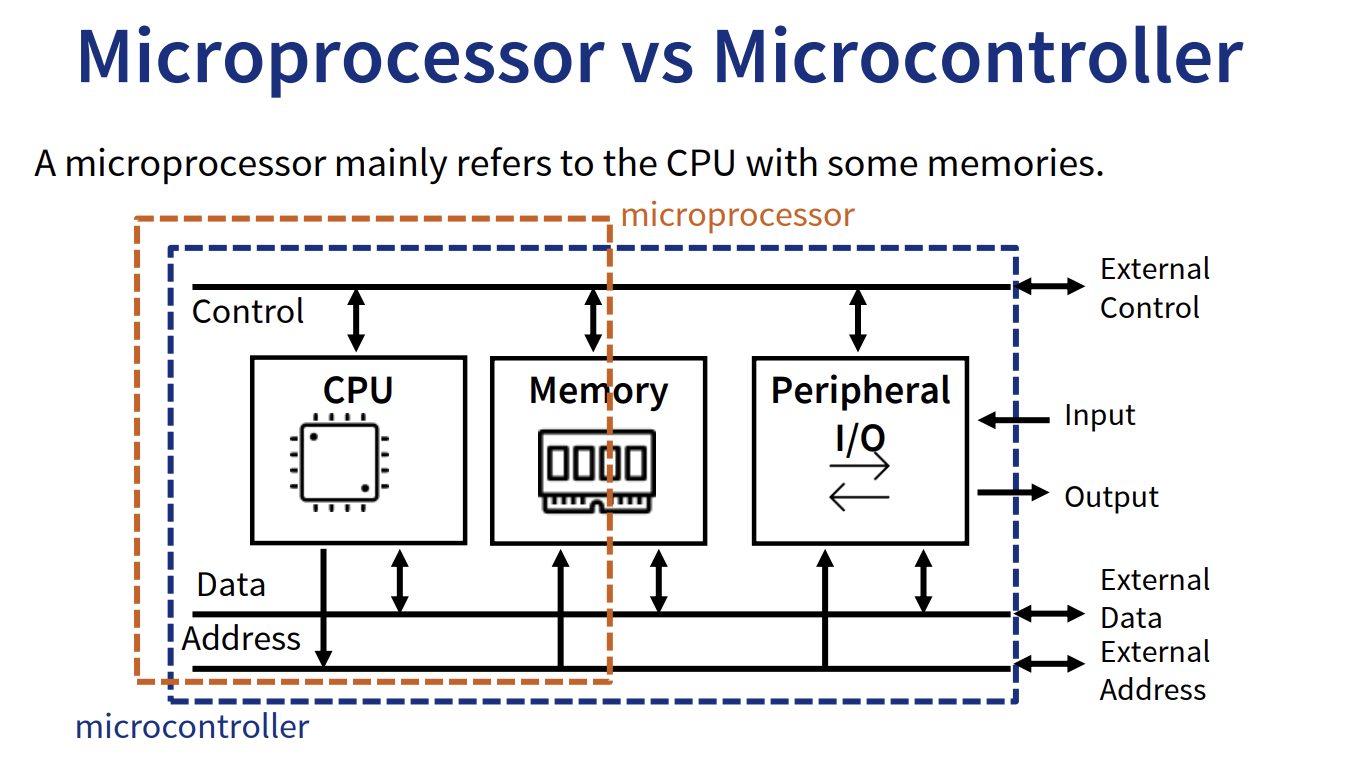 Microprocessor vs Microcontroller
A microprocessor mainly refers to the CPU with some memories.
microprocessor
External
Control
Control
CPU
Memory
Peripheral
I/O
Input
Output
Data
External
Data
Address
External
Address
microcontroller